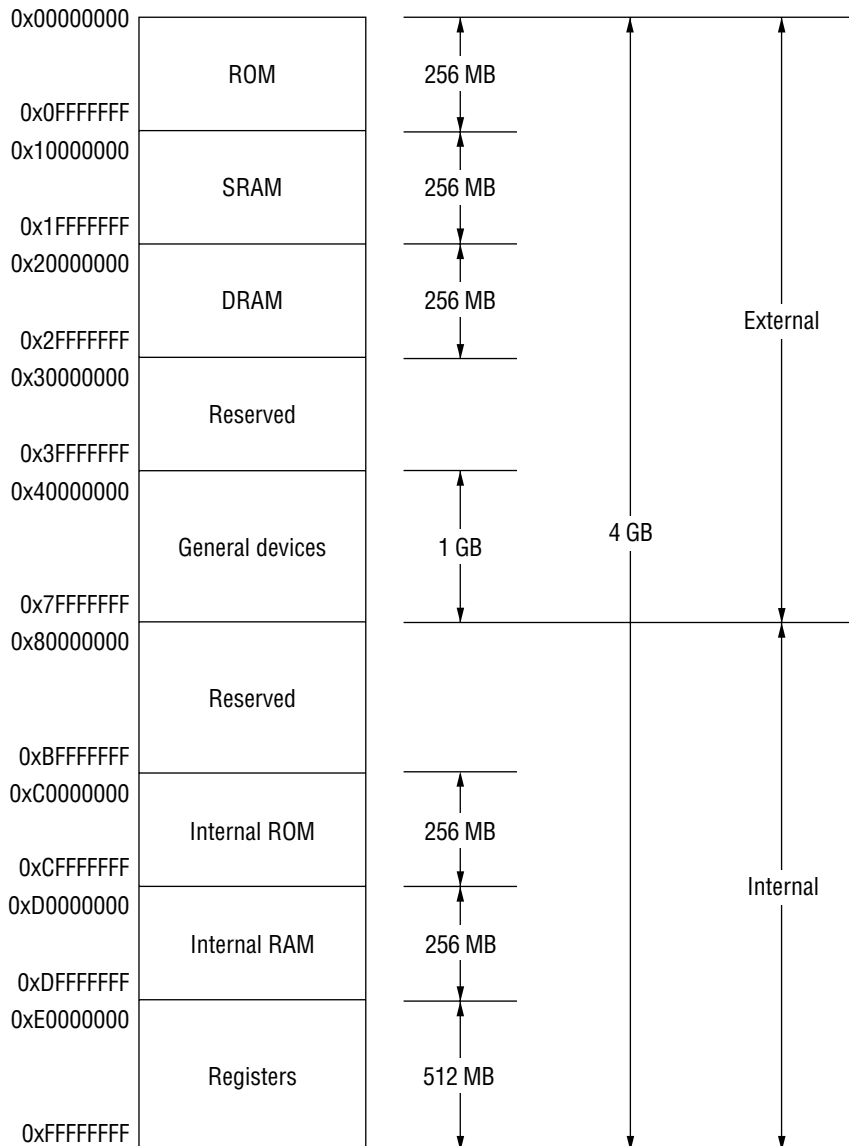 0x00000000
ROM
256 MB
0x0FFFFFFF
0x10000000
SRAM
256 MB
0x1FFFFFFF
0x20000000
DRAM
256 MB
External
0x2FFFFFFF
0x30000000
Reserved
0x3FFFFFFF
0x40000000
General devices
1 GB
4 GB
0x7FFFFFFF
0x80000000
Reserved
0xBFFFFFFF
0xC0000000
Internal ROM
256 MB
0xCFFFFFFF
Internal
0xD0000000
Internal RAM
256 MB
0xDFFFFFFF
0xE0000000
Registers
512 MB
0xFFFFFFFF